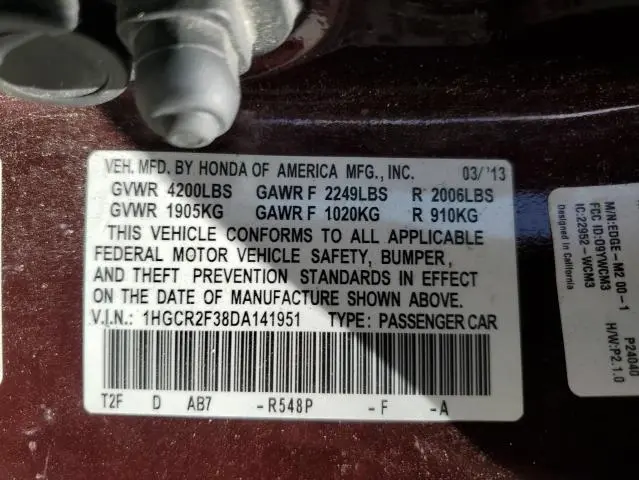 VEH. MFD. BY HONDA OF AMERICA MFG., INC. 03/ '13
GVWR 4200LBS GAWR F 2249LBS R 2006LBS
GVWR 1905KG GAWR F 1020KG R 910KG
THIS VEHICLE CONFORMS TO ALL APPLICABLE
FEDERAL MOTOR VEHICLE SAFETY, BUMPER,
AND THEFT PREVENTION STANDARDS IN EFFECT
ON THE DATE OF MANUFACTURE SHOWN ABOVE.
V.I.N.: 1HGCR2F38DA141951 TYPE: PASSENGER CAR
T2F D AB7 -R548P -F -A
M/N:EDGE-M2 00-1
FCC ID:O9YWCM3
IC:22952-WCM3
Designed in California
P24040
H/W:P2.1.0